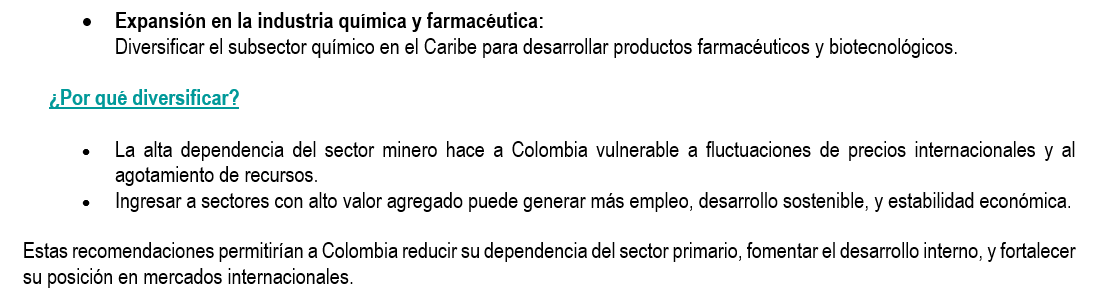 • Expansión en la industria química y farmacéutica:
Diversificar el subsector químico en el Caribe para desarrollar productos farmacéuticos y biotecnológicos.
¿Por qué diversificar?
• La alta dependencia del sector minero hace a Colombia vulnerable a fluctuaciones de precios internacionales y al
agotamiento de recursos.
• Ingresar a sectores con alto valor agregado puede generar más empleo, desarrollo sostenible, y estabilidad económica.
Estas recomendaciones permitirían a Colombia reducir su dependencia del sector primario, fomentar el desarrollo interno, y fortalecer
su posición en mercados internacionales.